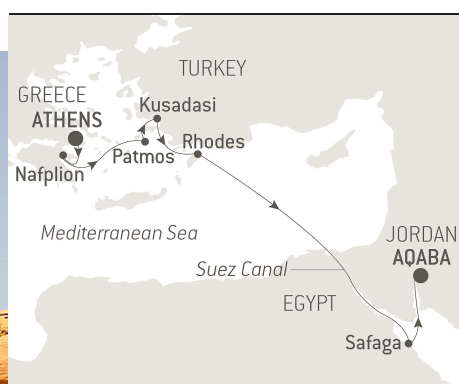 TURKEY
GREECE
ATHENS
Kusadasi
Rhodes
Patmos
Nafplion
Mediterranean Sea
JORDAN
AQABA
Suez Canal
EGYPT
Safaga